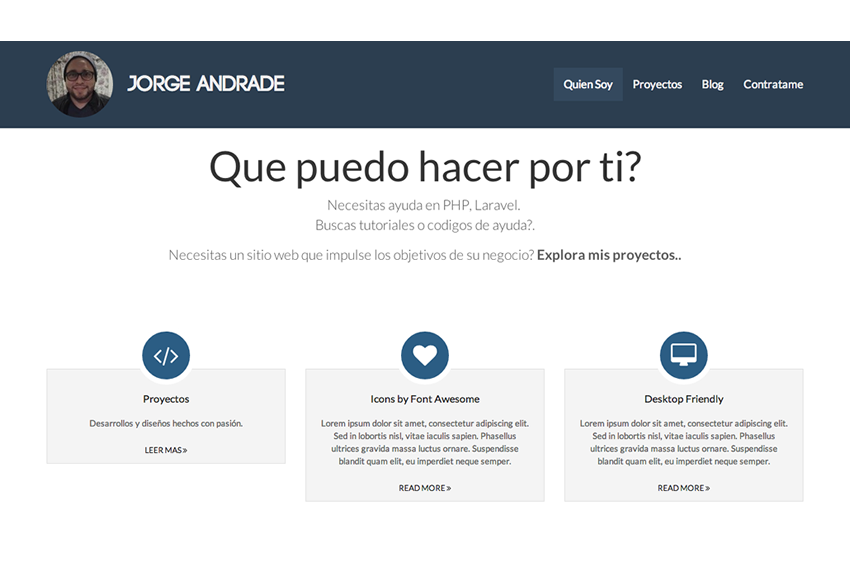 JORGE ANDRADE
Quien Soy Proyectos Blog Contratame
Que puedo hacer por ti?
Necesitas ayuda en PHP, Laravel.
Buscas tutoriales o codigos de ayuda?.
Necesitas un sitio web que impulse los objetivos de su negocio? Explora mis proyectos..
Proyectos
Desarrollos y diseños hechos con pasión.
LEER MAS »
Icons by Font Awesome
Lorem ipsum dolor sit amet, consectetur adipiscing elit.
Sed in lobortis nisl, vitae iaculis sapien. Phasellus
ultrices gravida massa luctus ornare. Suspendisse
blandit quam elit, eu imperdiet neque semper.
READ MORE »
Desktop Friendly
Lorem ipsum dolor sit amet, consectetur adipiscing elit.
Sed in lobortis nisl, vitae iaculis sapien. Phasellus
ultrices gravida massa luctus ornare. Suspendisse
blandit quam elit, eu imperdiet neque semper.
READ MORE »